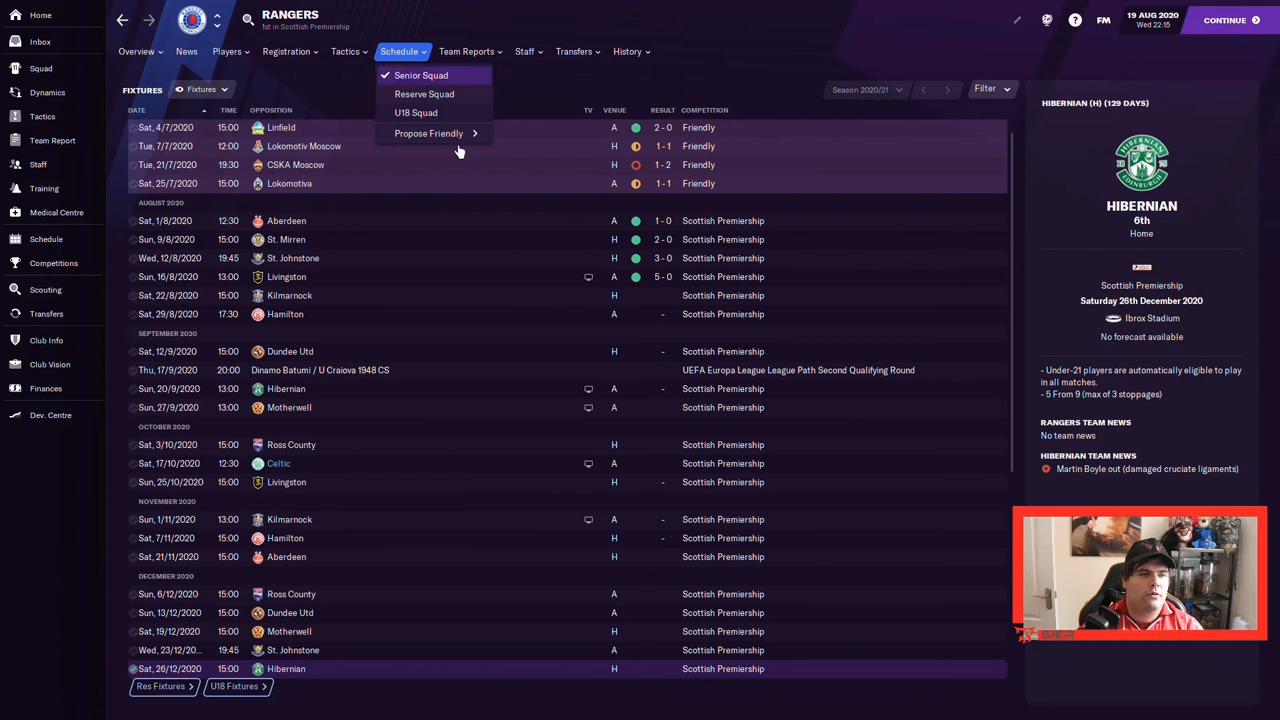 Home
RANGERS
1st in Scottish Premiership
FM
19 AUG 2020
Wed 22:15
CONTINUE
Inbox
Overview
News
Players
Registration
Tactics
Schedule
Team Reports
Staff
Transfers
History
Squad
Dynamics
Tactics
Team Report
Staff
Training
Medical Centre
Schedule
Competitions
Scouting
Transfers
Club Info
Club Vision
Finances
Dev. Centre
Senior Squad
Reserve Squad
U18 Squad
Propose Friendly
FIXTURES
Fixtures
Season 2020/21
Filter
DATE TIME OPPOSITION TV VENUE RESULT COMPETITION
Sat, 4/7/2020 15:00 Linfield A 2 - 0 Friendly
Tue, 7/7/2020 12:00 Lokomotiv Moscow H 1 - 1 Friendly
Tue, 21/7/2020 19:30 CSKA Moscow H 1 - 2 Friendly
Sat, 25/7/2020 15:00 Lokomotiva A 1 - 1 Friendly
AUGUST 2020
Sat, 1/8/2020 12:30 Aberdeen A 1 - 0 Scottish Premiership
Sun, 9/8/2020 15:00 St. Mirren H 2 - 0 Scottish Premiership
Wed, 12/8/2020 19:45 St. Johnstone H 3 - 0 Scottish Premiership
Sun, 16/8/2020 13:00 Livingston A 5 - 0 Scottish Premiership
Sat, 22/8/2020 15:00 Kilmarnock H Scottish Premiership
Sat, 29/8/2020 17:30 Hamilton A - Scottish Premiership
SEPTEMBER 2020
Sat, 12/9/2020 15:00 Dundee Utd H - Scottish Premiership
Thu, 17/9/2020 20:00 Dinamo Batumi / U Craiova 1948 CS UEFA Europa League League Path Second Qualifying Round
Sun, 20/9/2020 13:00 Hibernian A - Scottish Premiership
Sun, 27/9/2020 13:00 Motherwell A - Scottish Premiership
OCTOBER 2020
Sat, 3/10/2020 15:00 Ross County H - Scottish Premiership
Sat, 17/10/2020 12:30 Celtic A - Scottish Premiership
Sun, 25/10/2020 15:00 Livingston H - Scottish Premiership
NOVEMBER 2020
Sun, 1/11/2020 13:00 Kilmarnock A - Scottish Premiership
Sat, 7/11/2020 15:00 Hamilton H - Scottish Premiership
Sat, 21/11/2020 15:00 Aberdeen H Scottish Premiership
DECEMBER 2020
Sun, 6/12/2020 15:00 Ross County A Scottish Premiership
Sun, 13/12/2020 15:00 Dundee Utd A Scottish Premiership
Sat, 19/12/2020 15:00 Motherwell H Scottish Premiership
Wed, 23/12/20... 19:45 St. Johnstone A Scottish Premiership
Sat, 26/12/2020 15:00 Hibernian H Scottish Premiership
Res Fixtures
U18 Fixtures
HIBERNIAN (H) (129 DAYS)
HIBERNIAN
EDINBURGH
18 75
HIBERNIAN
6th
Home
Scottish Premiership
Saturday 26th December 2020
Ibrox Stadium
No forecast available
- Under-21 players are automatically eligible to play
in all matches.
- 5 From 9 (max of 3 stoppages)
RANGERS TEAM NEWS
No team news
HIBERNIAN TEAM NEWS
Martin Boyle out (damaged cruciate ligaments)